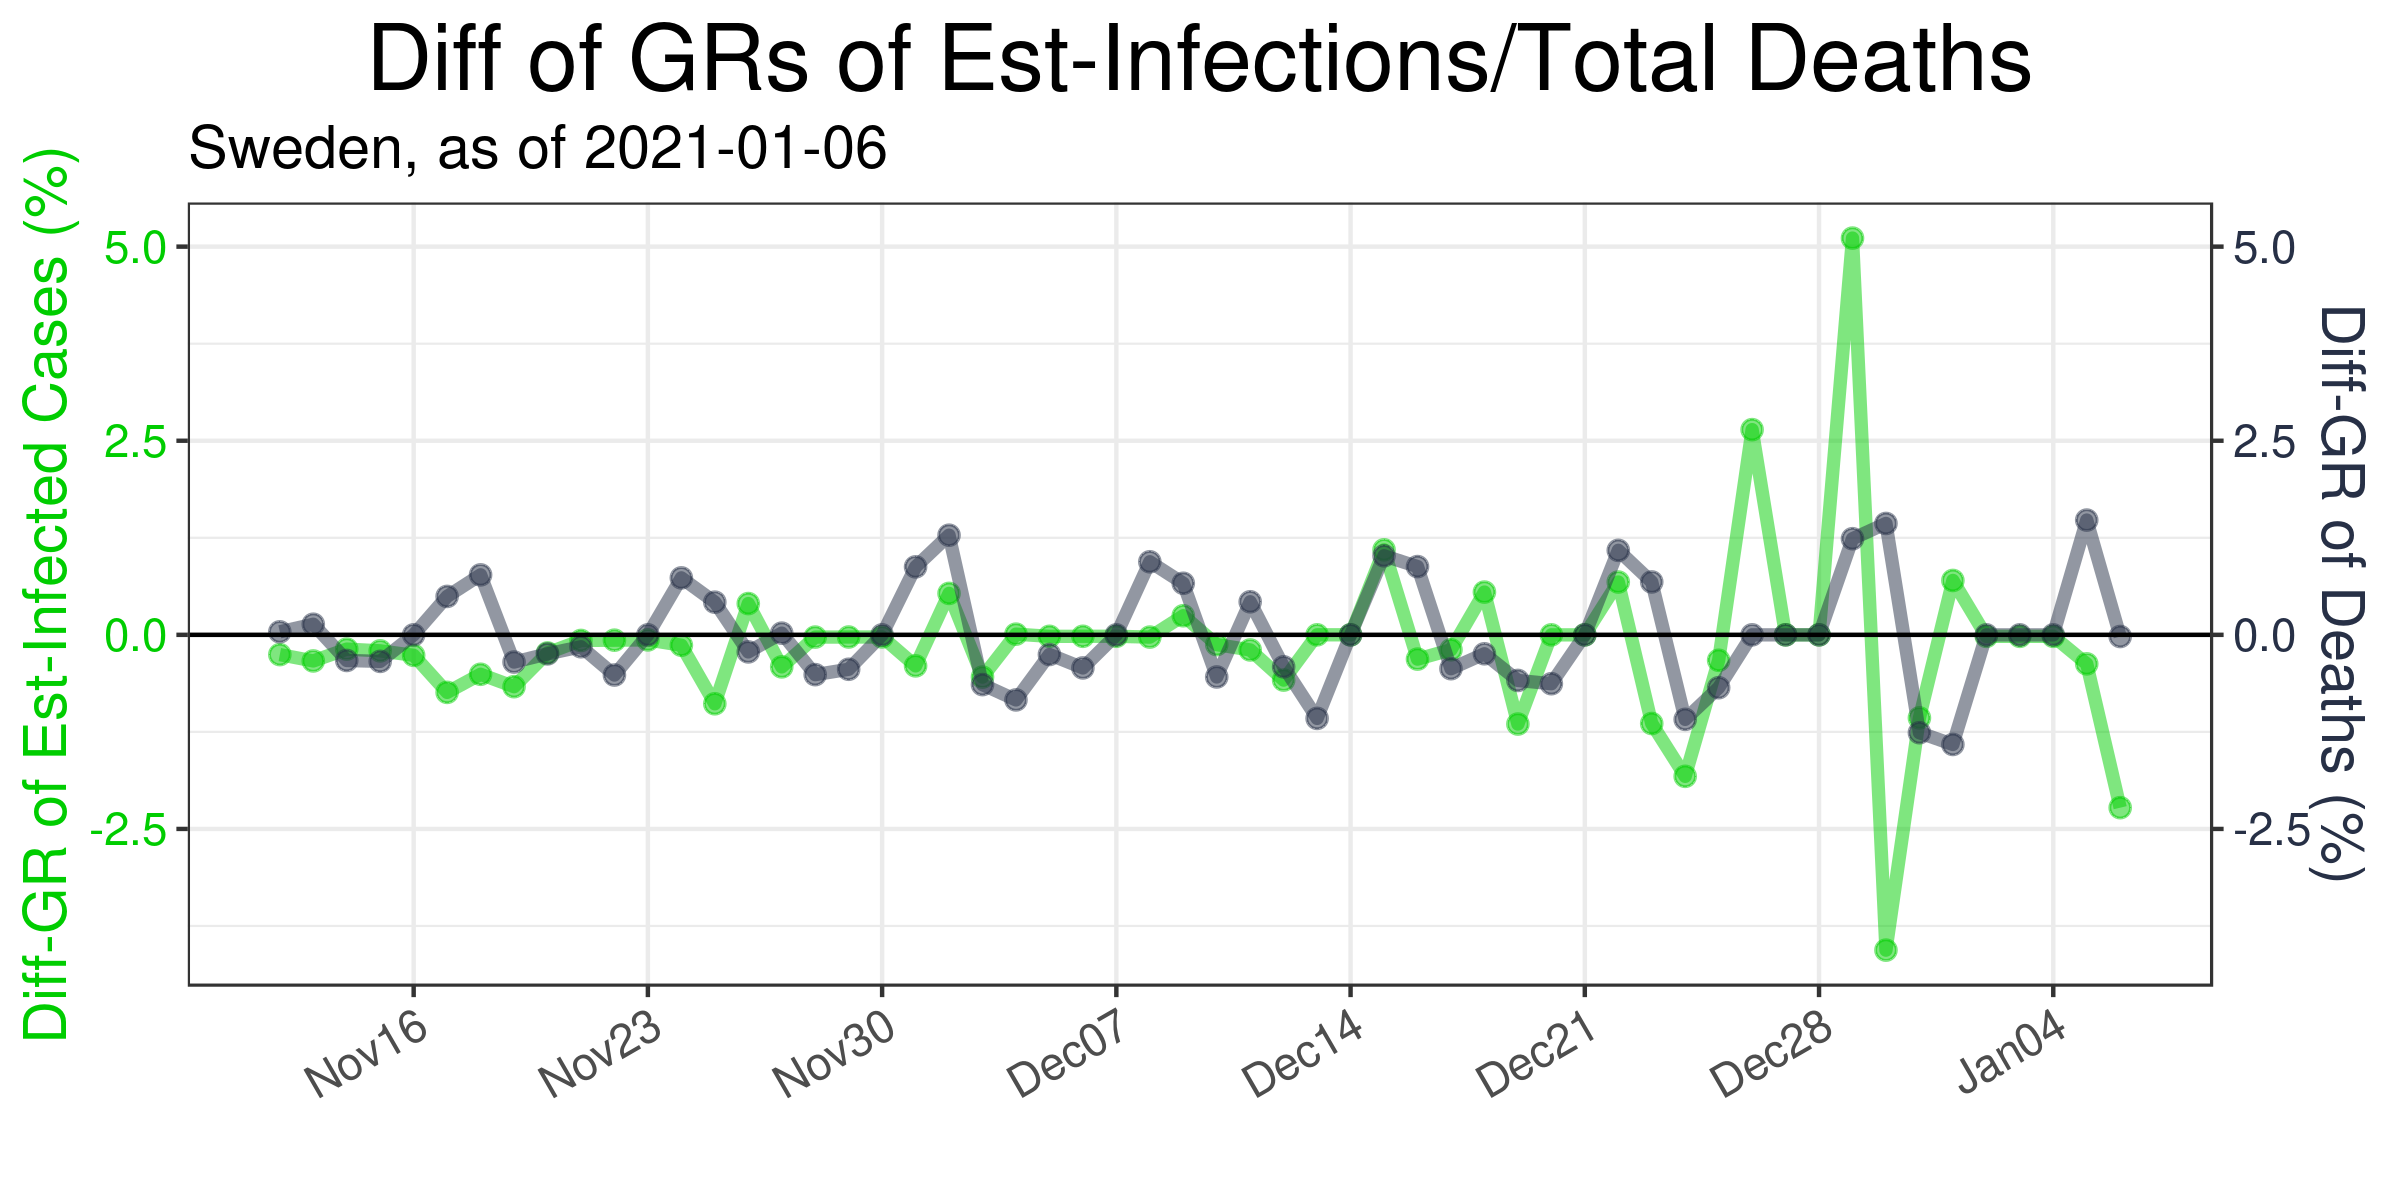 Diff of GRs of Est-Infections/Total Deaths
Sweden, as of 2021-01-06
Diff-GR of Est-Infected Cases (%)
5.0
2.5
0.0
-2.5
5.0
2.5
0.0
-2.5
Diff-GR of Deaths (%)
Nov16
Nov23
Nov30
Dec07
Dec14
Dec21
Dec28
Jan04